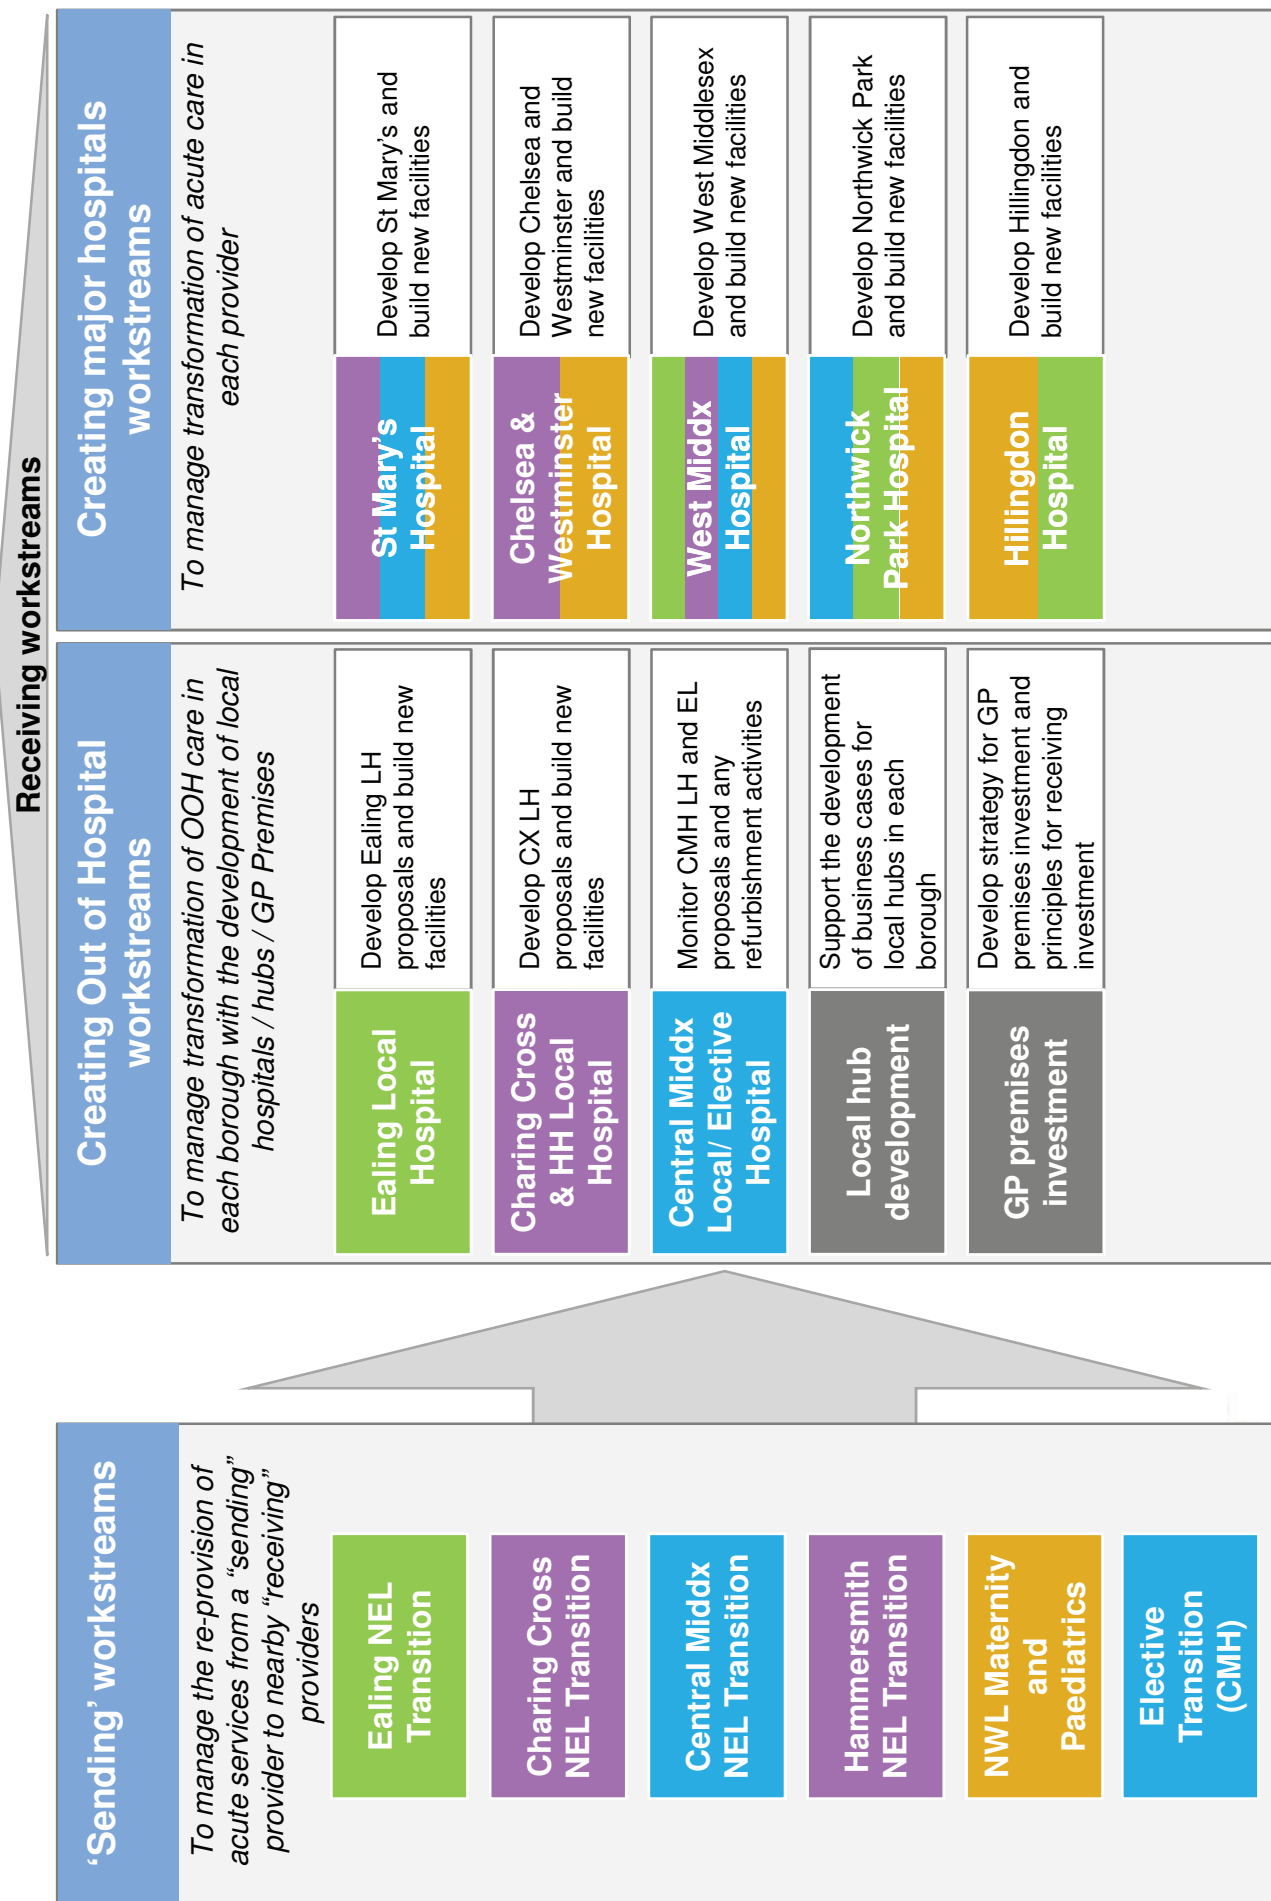 Receiving workstreams
'Sending' workstreams
To manage the re-provision of
acute services from a "sending"
provider to nearby "receiving"
providers
Ealing NEL
Transition
Charing Cross
NEL Transition
Central Middx
NEL Transition
Hammersmith
NEL Transition
NWL Maternity
and
Paediatrics
Elective
Transition
(CMH)
Creating Out of Hospital
workstreams
To manage transformation of OOH care in
each borough with the development of local
hospitals / hubs / GP Premises
Ealing Local
Hospital
Develop Ealing LH
proposals and build new
facilities
Charing Cross
& HH Local
Hospital
Develop CX LH
proposals and build new
facilities
Central Middx
Local/ Elective
Hospital
Monitor CMH LH and EL
proposals and any
refurbishment activities
Local hub
development
Support the development
of business cases for
local hubs in each
borough
GP premises
investment
Develop strategy for GP
premises investment and
principles for receiving
investment
Creating major hospitals
workstreams
To manage transformation of acute care in
each provider
St Mary's
Hospital
Develop St Mary's and
build new facilities
Chelsea &
Westminster
Hospital
Develop Chelsea and
Westminster and build
new facilities
West Middx
Hospital
Develop West Middlesex
and build new facilities
Northwick
Park Hospital
Develop Northwick Park
and build new facilities
Hillingdon
Hospital
Develop Hillingdon and
build new facilities